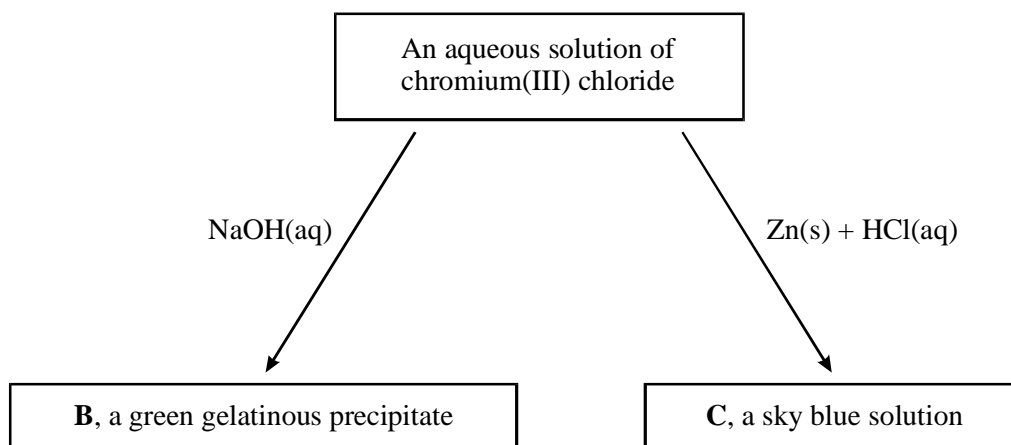 An aqueous solution of
chromium(III) chloride
NaOH(aq)
Zn(s) + HCl(aq)
B, a green gelatinous precipitate
C, a sky blue solution